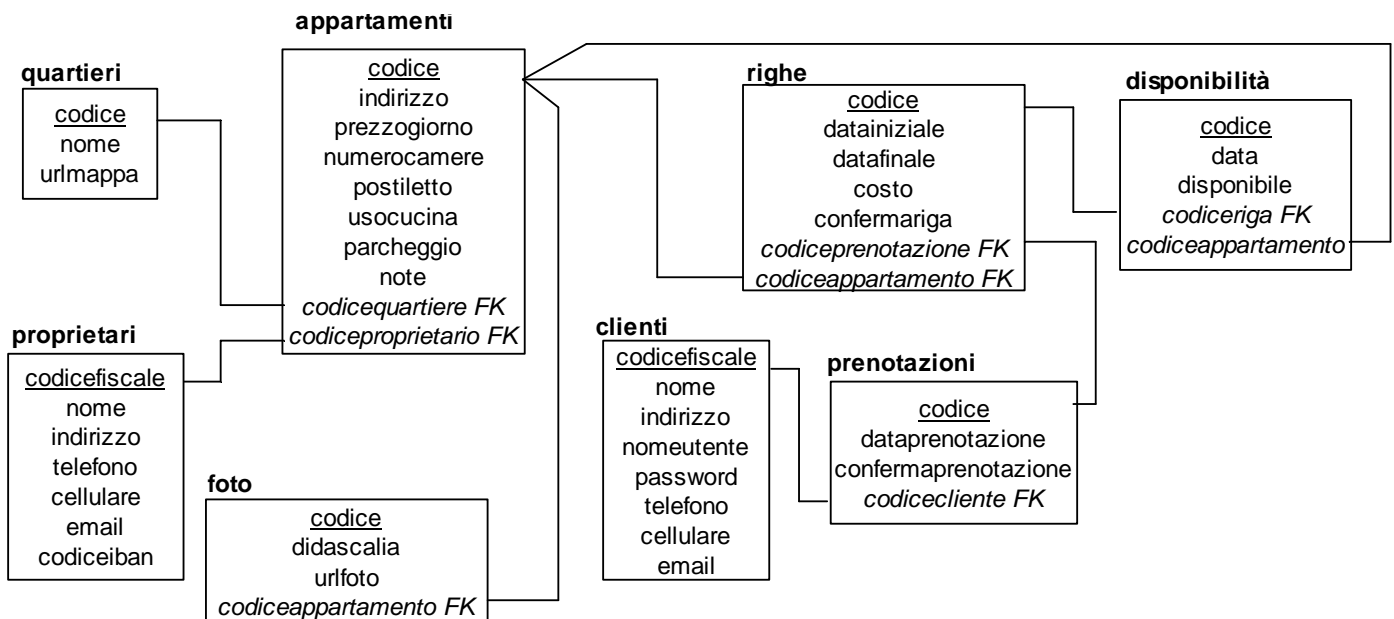 appartamenti
codice
indirizzo
prezzogiorno
numerocamere
postiletto
usocucina
parcheggio
note
codicequartiere FK
codiceproprietario FK
quartieri
codice
nome
urlmappa
righe
codice
datainiziale
datafinale
costo
confermariga
codiceprenotazione FK
codiceappartamento FK
disponibilità
codice
data
disponibile
codiceriga FK
codiceappartamento
proprietari
codicefiscale
nome
indirizzo
telefono
cellulare
email
codiceiban
foto
codice
didascalia
urlfoto
codiceappartamento FK
clienti
codicefiscale
nome
indirizzo
nomeutente
password
telefono
cellulare
email
prenotazioni
codice
dataprenotazione
confermaprenotazione
codicecliente FK